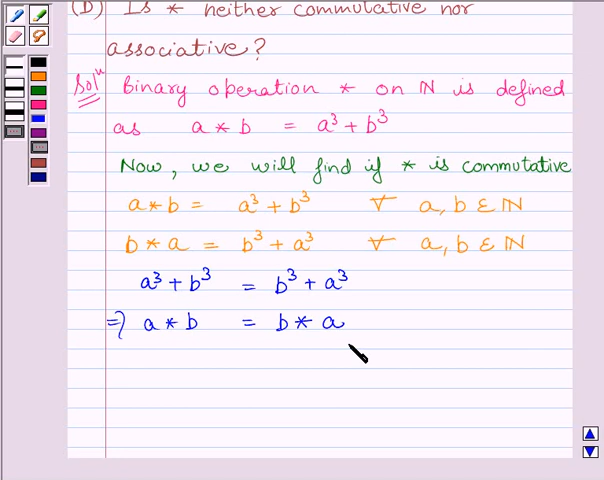 (D) Is * neither commutative nor
associative?
Solⁿ Binary operation * on N is defined
as a * b = a³ + b³
Now, we will find if * is commutative
a * b = a³ + b³ ∀ a, b ε N
b * a = b³ + a³ ∀ a, b ε N
a³ + b³ = b³ + a³
⇒ a * b = b * a